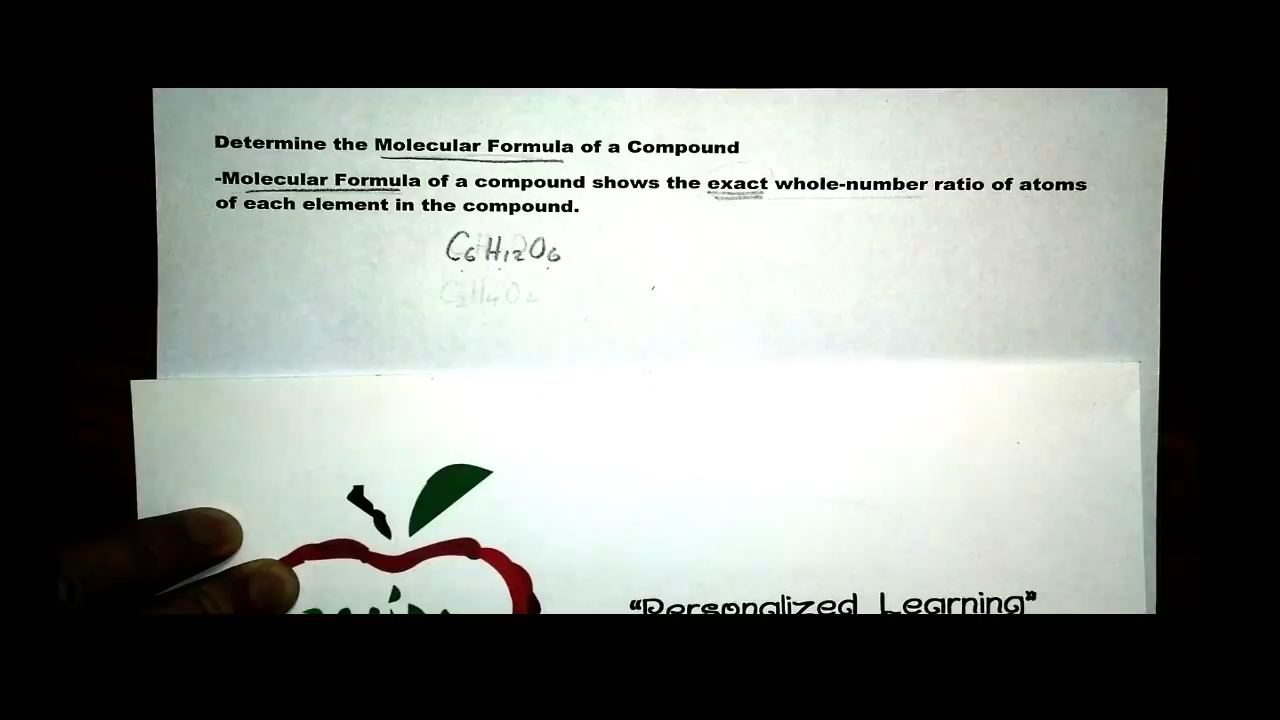 Determine the Molecular Formula of a Compound
-Molecular Formula of a compound shows the exact whole-number ratio of atoms
of each element in the compound.
C₆H₁₂O₆
“Personalized Learning”